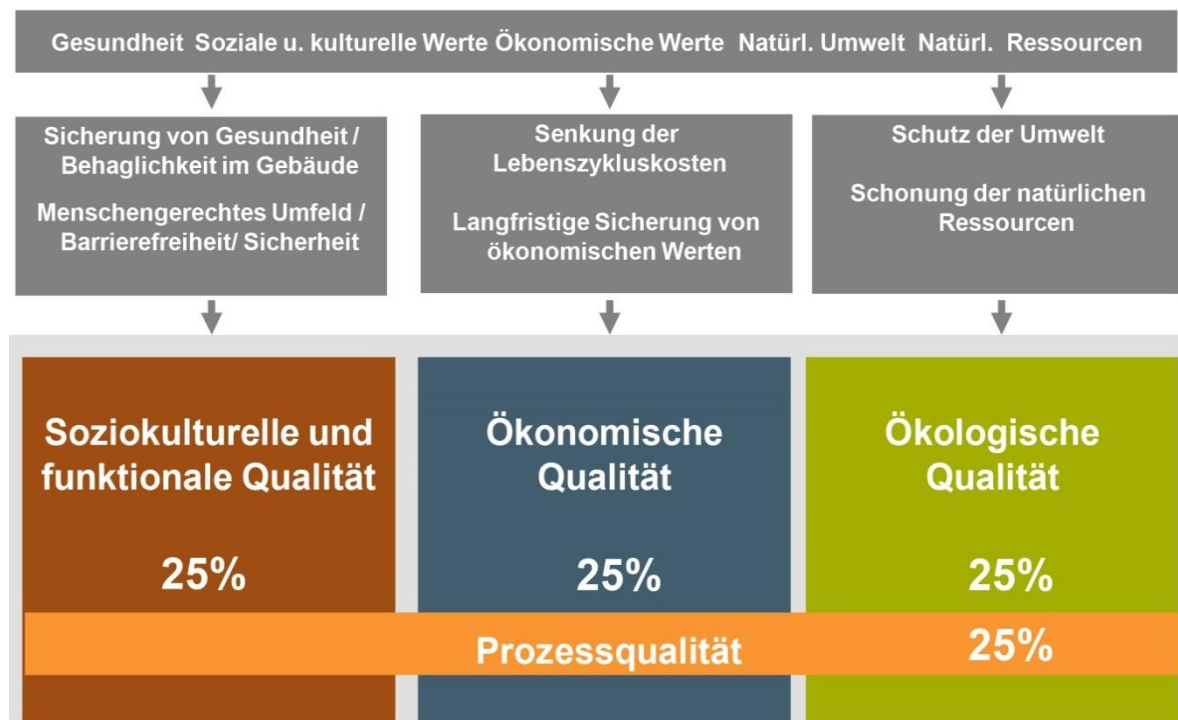 Gesundheit Soziale u. kulturelle Werte Ökonomische Werte Natürl. Umwelt Natürl. Ressourcen
Sicherung von Gesundheit /
Behaglichkeit im Gebäude
Menschengerechtes Umfeld /
Barrierefreiheit/ Sicherheit
Senkung der
Lebenszykluskosten
Langfristige Sicherung von
ökonomischen Werten
Schutz der Umwelt
Schonung der natürlichen
Ressourcen
Soziokulturelle und
funktionale Qualität
25%
Ökonomische
Qualität
25%
Ökologische
Qualität
25%
Prozessqualität 25%